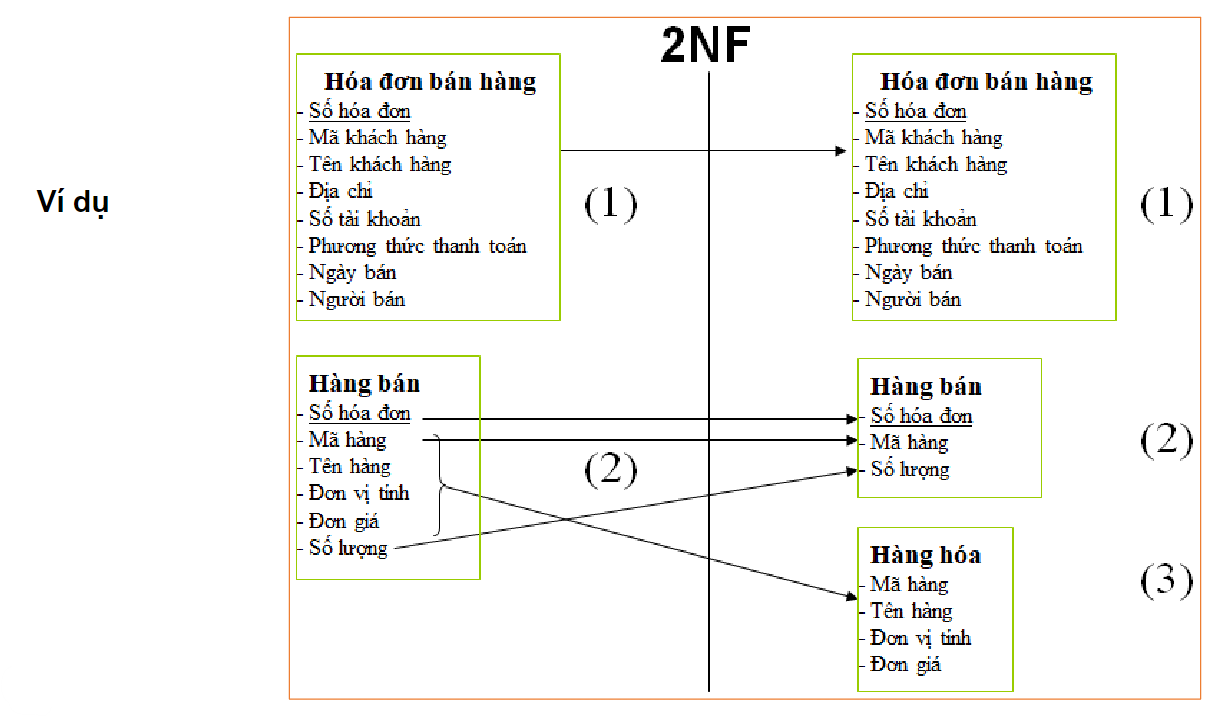 2NF
Ví dụ
Hóa đơn bán hàng
- Số hóa đơn
- Mã khách hàng
- Tên khách hàng
- Địa chỉ
- Số tài khoản
- Phương thức thanh toán
- Ngày bán
- Người bán
(1)
Hóa đơn bán hàng
- Số hóa đơn
- Mã khách hàng
- Tên khách hàng
- Địa chỉ
- Số tài khoản
- Phương thức thanh toán
- Ngày bán
- Người bán
(1)
Hàng bán
- Số hóa đơn
- Mã hàng
- Tên hàng
- Đơn vị tính
- Đơn giá
- Số lượng
(2)
Hàng bán
- Số hóa đơn
- Mã hàng
- Số lượng
(2)
Hàng hóa
- Mã hàng
- Tên hàng
- Đơn vị tính
- Đơn giá
(3)